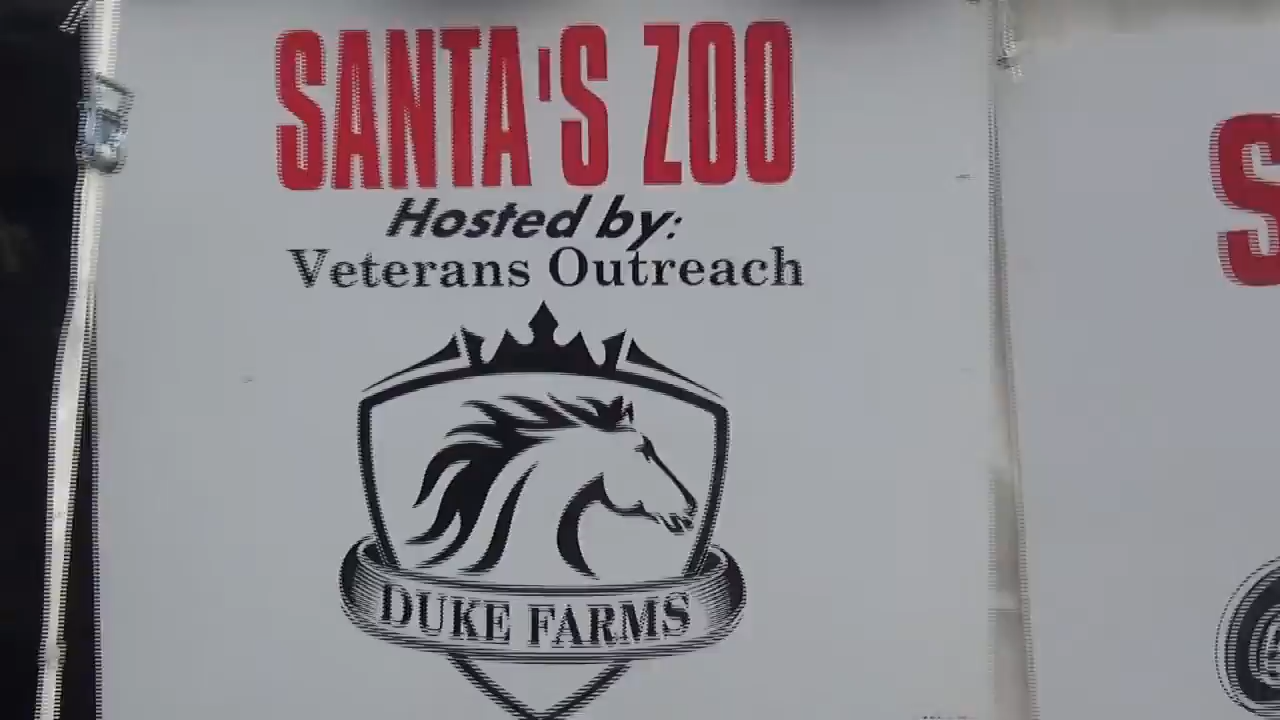 SANTA'S ZOO
Hosted by:
Veterans Outreach
DUKE FARMS
S